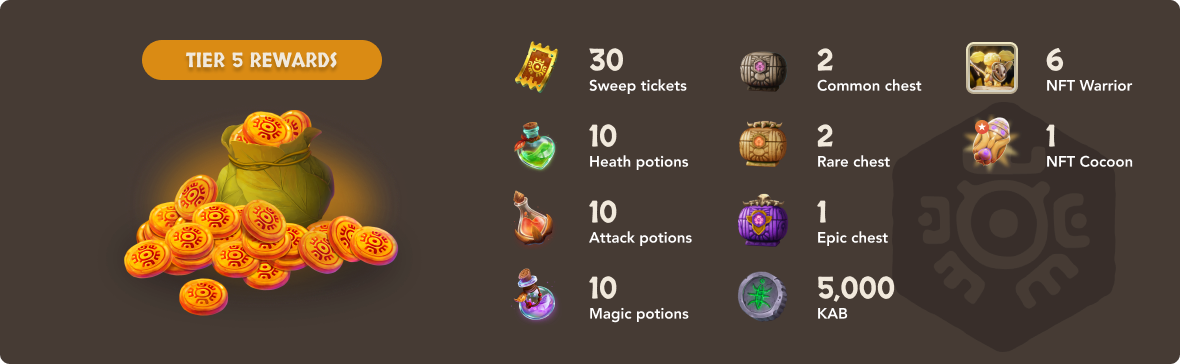 TIER 5 REWARDS
30
Sweep tickets
10
Heath potions
10
Attack potions
10
Magic potions
2
Common chest
2
Rare chest
1
Epic chest
5,000
KAB
6
NFT Warrior
1
NFT Cocoon